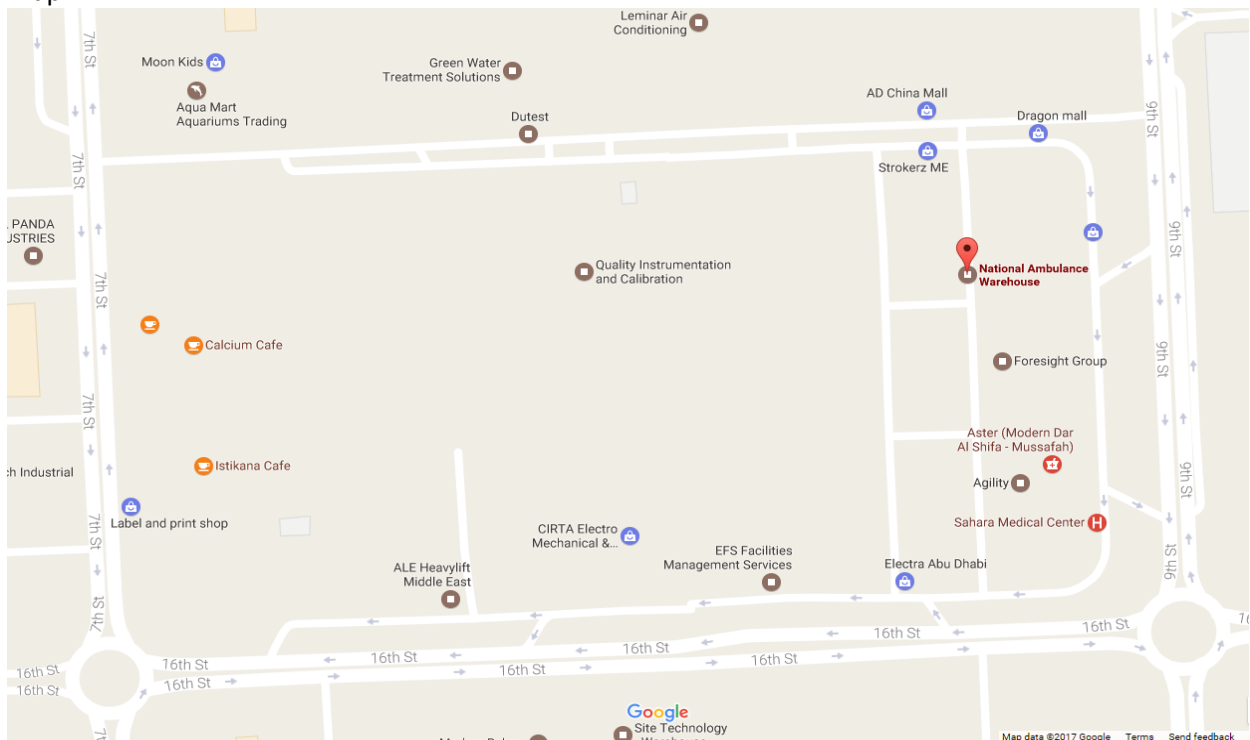 Leminar Air
Conditioning
7th St
Moon Kids
Green Water
Treatment Solutions
Aqua Mart
Aquariums Trading
AD China Mall
Dutest
Dragon mall
9th St
7th St
Strokerz ME
PANDA
USTRIES
9th St
Quality Instrumentation
and Calibration
National Ambulance
Warehouse
7th St
Calcium Cafe
9th St
Foresight Group
7th St
Aster (Modern Dar
Al Shifa - Mussafah)
Istikana Cafe
ch Industrial
Agility
9th St
Label and print shop
7th St
Sahara Medical Center
CIRTA Electro
Mechanical &...
EFS Facilities
Management Services
Electra Abu Dhabi
9th St
ALE Heavylift
Middle East
7th St
16th St
16th St
16th St
16th St
16th St
16th St
16th St
16th St
16th St
16th St
16th St
Google
Site Technology
Warehouse
Map data ©2017 Google Terms Send feedback